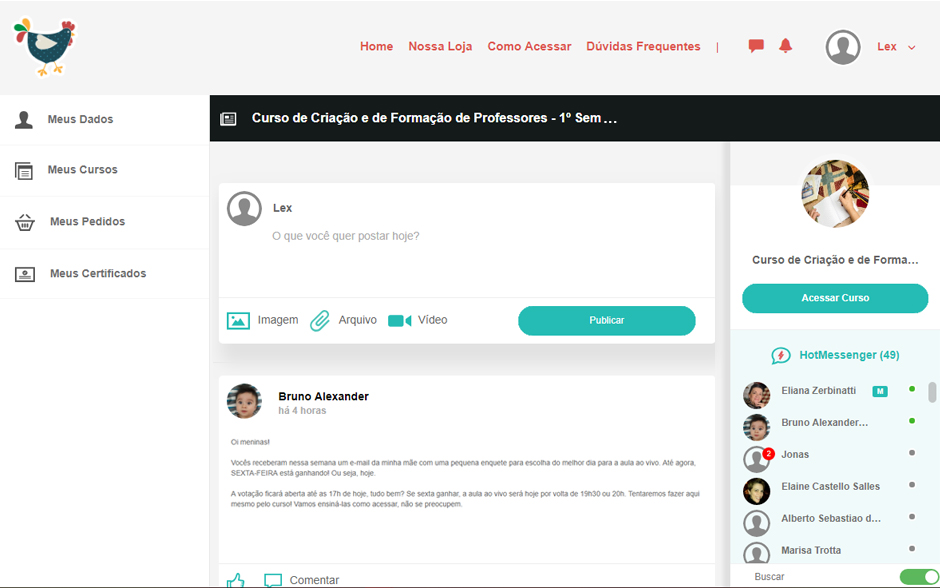 Home Nossa Loja Como Acessar Dúvidas Frequentes | Lex
Meus Dados
Meus Cursos
Meus Pedidos
Meus Certificados
Curso de Criação e de Formação de Professores - 1º Sem ...
Lex
O que você quer postar hoje?
Imagem Arquivo Vídeo Publicar
Bruno Alexander
há 4 horas
Oi meninas!
Vocês receberam nessa semana um e-mail da minha mãe com uma pequena enquete para escolha do melhor dia para a aula ao vivo. Até agora,
SEXTA-FEIRA está ganhando! Ou seja, hoje.
A votação ficará aberta até as 17h de hoje, tudo bem? Se sexta ganhar, a aula ao vivo será hoje por volta de 19h30 ou 20h. Tentaremos fazer aqui
mesmo pelo curso! Vamos ensiná-las como acessar, não se preocupem.
Comentar
Curso de Criação e de Forma...
Acessar Curso
HotMessenger (49)
Eliana Zerbinatti M
Bruno Alexander...
2 Jonas
Elaine Castello Salles
Alberto Sebastiao d...
Marisa Trotta
Buscar